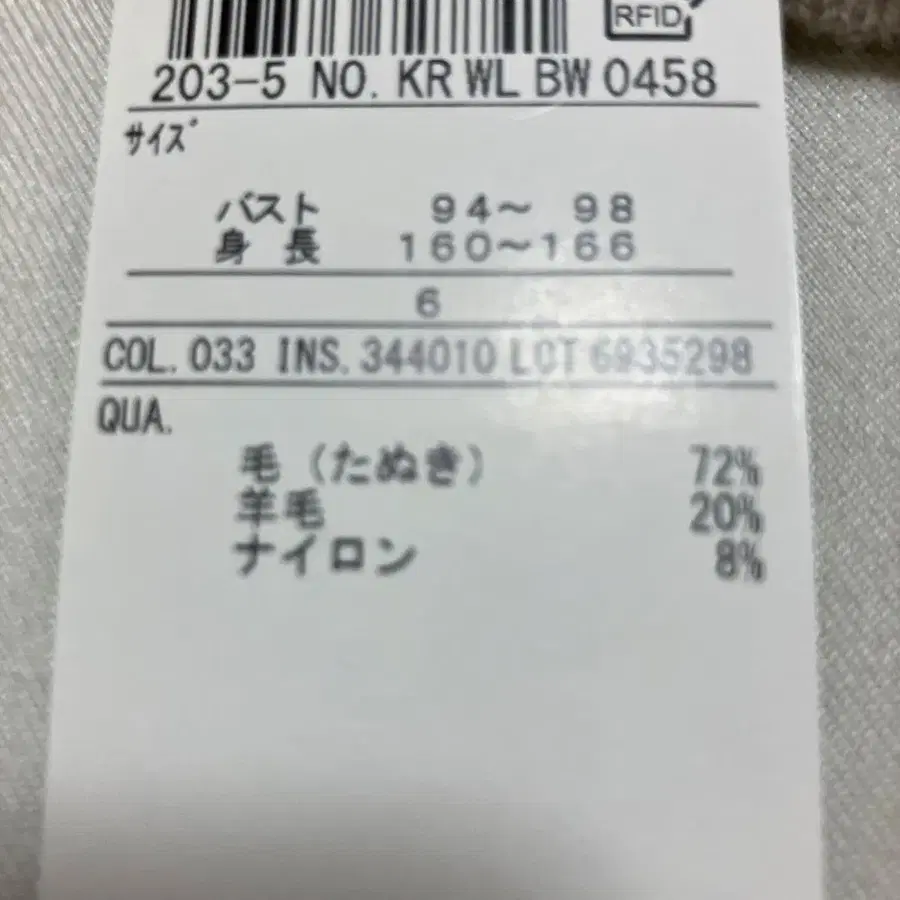 RFID
203-5 NO. KR WL BW 0458
サイズ
バスト 94～ 98
身 長 160～166
6
COL. 033 INS. 344010 LOT 6935298
QUA.
毛（たぬき） 72%
羊毛 20%
ナイロン 8%